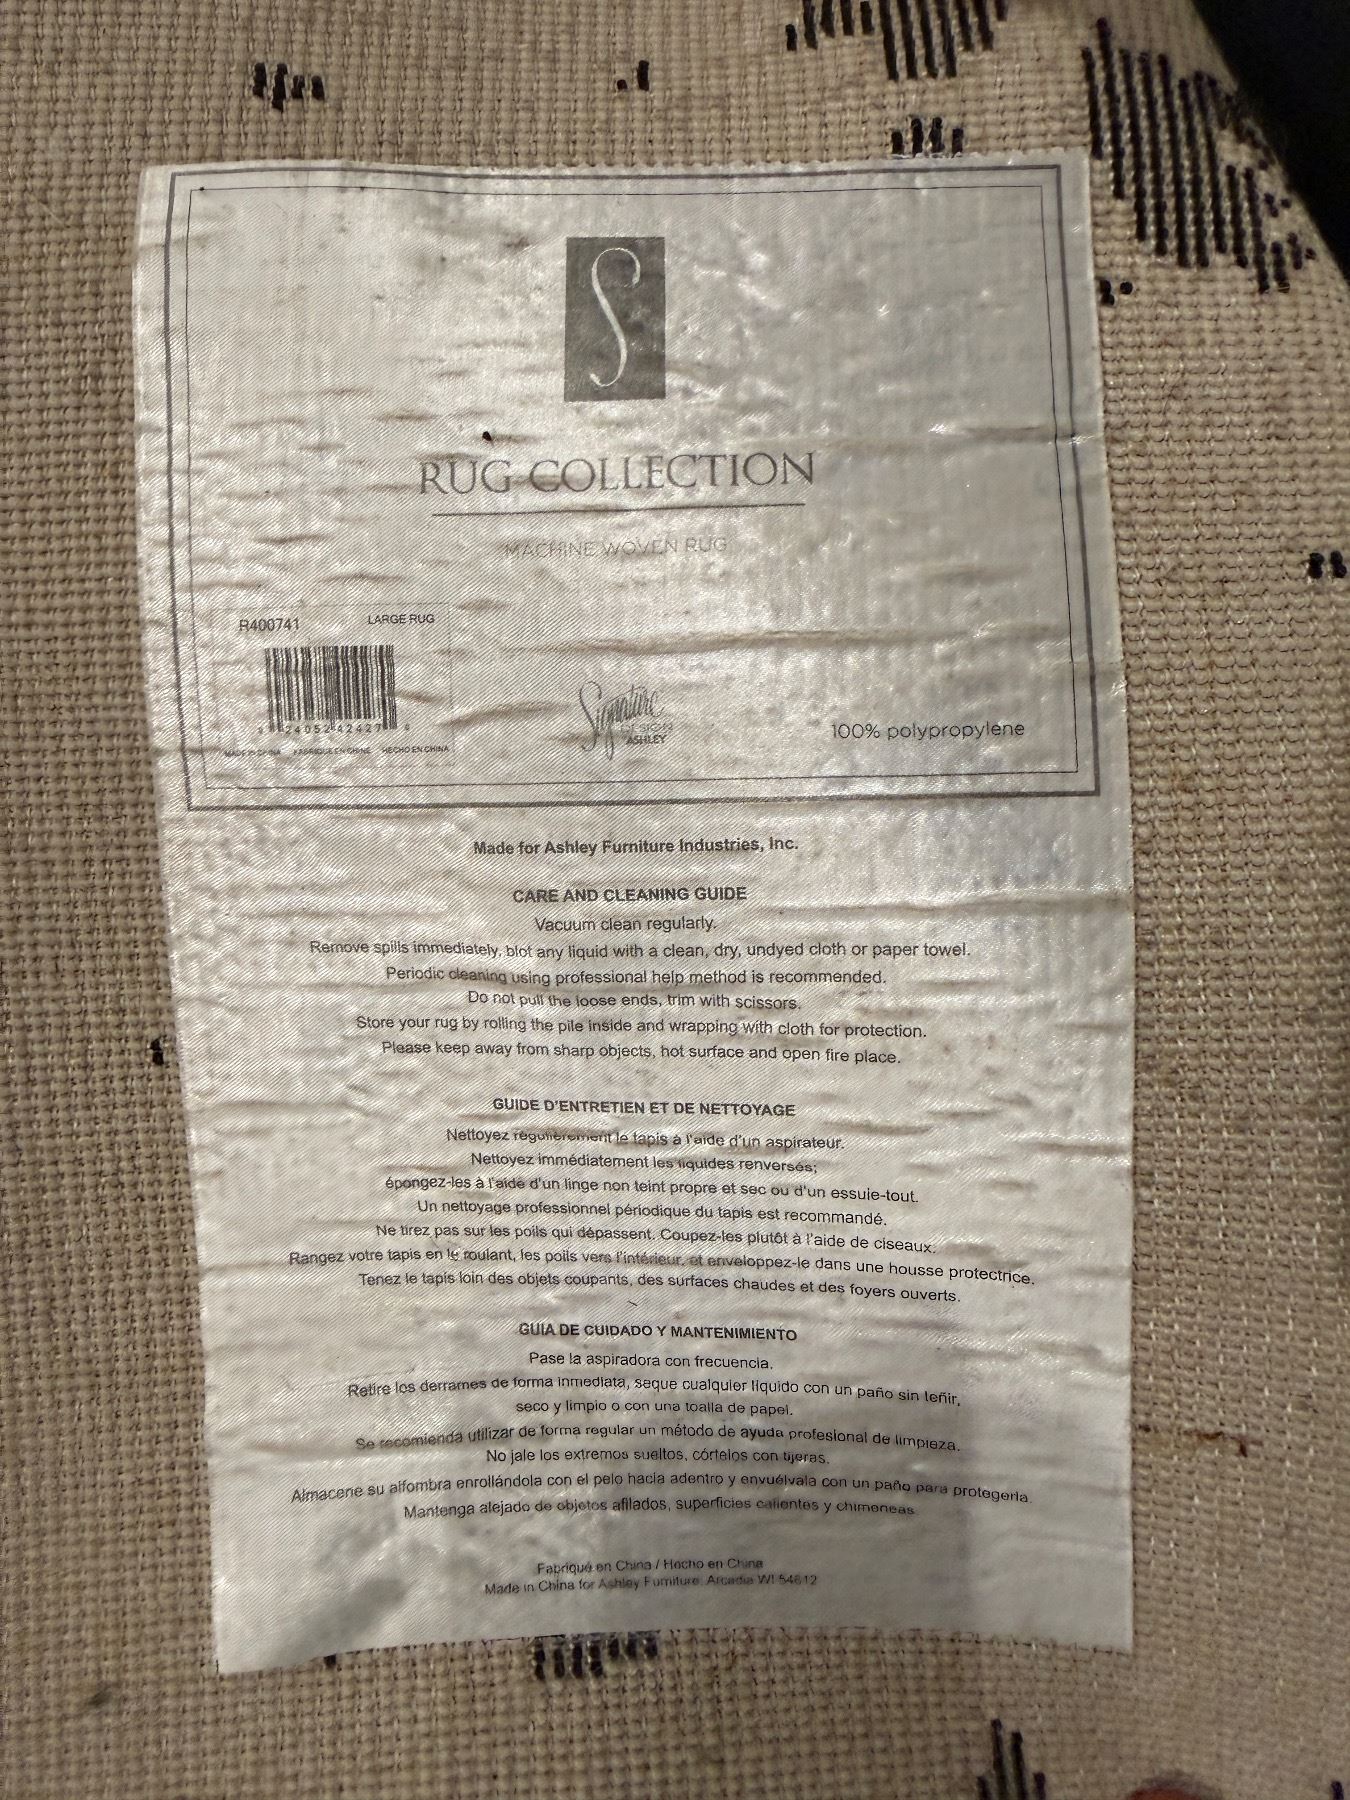 S
RUG COLLECTION
MACHINE WOVEN RUG
R400741 LARGE RUG
24052 42427
MADE IN CHINA FABRIQUE EN CHINE HECHO EN CHINA
Signature
DESIGN
ASHLEY
100% polypropylene
Made for Ashley Furniture Industries, Inc.
CARE AND CLEANING GUIDE
Vacuum clean regularly.
Remove spills immediately, blot any liquid with a clean, dry, undyed cloth or paper towel.
Periodic cleaning using professional help method is recommended.
Do not pull the loose ends, trim with scissors.
Store your rug by rolling the pile inside and wrapping with cloth for protection.
Please keep away from sharp objects, hot surface and open fire place.
GUIDE D'ENTRETIEN ET DE NETTOYAGE
Nettoyez régulièrement le tapis à l'aide d'un aspirateur.
Nettoyez immédiatement les liquides renversés;
épongez-les à l'aide d'un linge non teint propre et sec ou d'un essuie-tout.
Un nettoyage professionnel périodique du tapis est recommandé.
Ne tirez pas sur les poils qui dépassent. Coupez-les plutôt à l'aide de ciseaux.
Rangez votre tapis en le roulant, les poils vers l'intérieur, et enveloppez-le dans une housse protectrice.
Tenez le tapis loin des objets coupants, des surfaces chaudes et des foyers ouverts.
GUIA DE CUIDADO Y MANTENIMIENTO
Pase la aspiradora con frecuencia.
Retire los derrames de forma inmediata, seque cualquier líquido con un paño sin teñir,
seco y limpio o con una toalla de papel.
Se recomienda utilizar de forma regular un método de ayuda profesional de limpieza.
No jale los extremos sueltos, córtelos con tijeras.
Almacene su alfombra enrollándola con el pelo hacia adentro y envuélvala con un paño para protegerla.
Mantenga alejado de objetos afilados, superficies calientes y chimeneas
Fabriqué en China / Hecho en China
Made in China for Ashley Furniture, Arcadia WI 54612